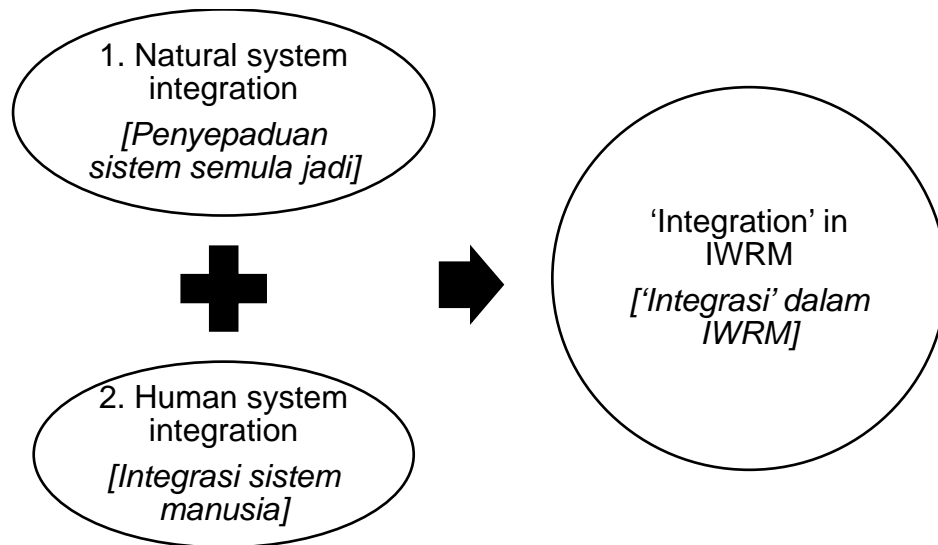 1. Natural system
integration
[Penyepaduan
sistem semula jadi]
2. Human system
integration
[Integrasi sistem
manusia]
‘Integration’ in
IWRM
[‘Integrasi’ dalam
IWRM]